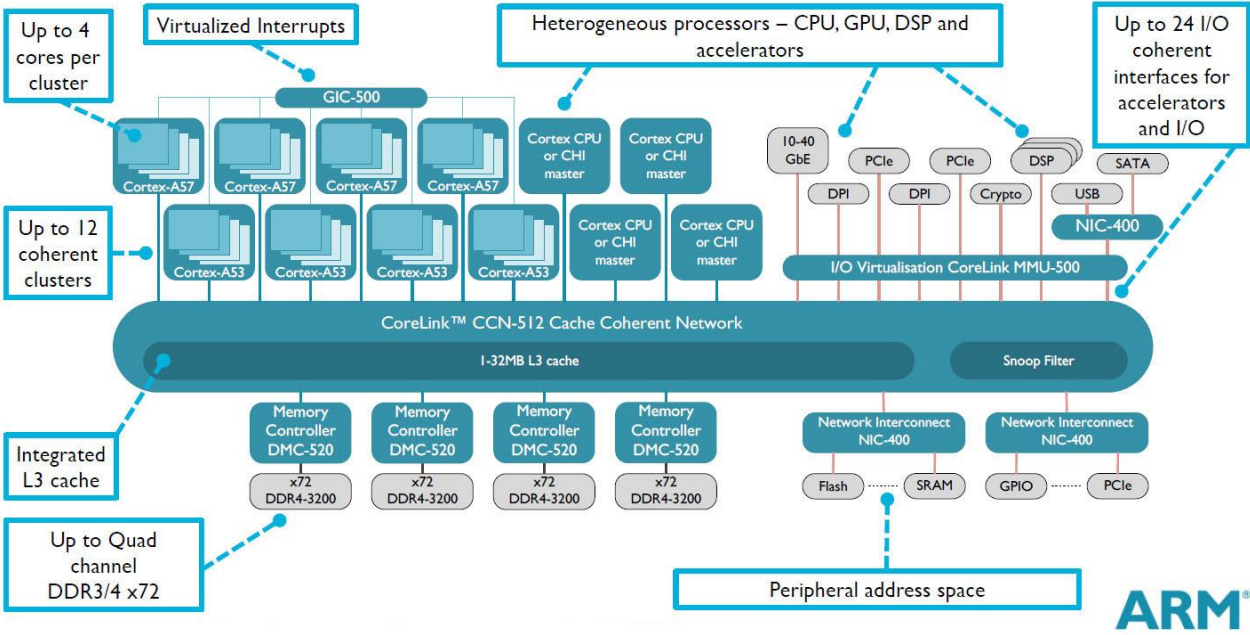 Up to 4
cores per
cluster
Virtualized Interrupts
Heterogeneous processors – CPU, GPU, DSP and
accelerators
Up to 24 I/O
coherent
interfaces for
accelerators
and I/O
GIC-500
Cortex-A57
Cortex-A57
Cortex-A57
Cortex-A57
Cortex CPU
or CHI
master
Cortex CPU
or CHI
master
10-40
GbE
PCIe
PCIe
DSP
SATA
DPI
DPI
Crypto
USB
NIC-400
Up to 12
coherent
clusters
Cortex-A53
Cortex-A53
Cortex-A53
Cortex-A53
Cortex CPU
or CHI
master
Cortex CPU
or CHI
master
I/O Virtualisation CoreLink MMU-500
CoreLink™ CCN-512 Cache Coherent Network
1-32MB L3 cache
Snoop Filter
Memory
Controller
DMC-520
Memory
Controller
DMC-520
Memory
Controller
DMC-520
Memory
Controller
DMC-520
Network Interconnect
NIC-400
Network Interconnect
NIC-400
Integrated
L3 cache
x72
DDR4-3200
x72
DDR4-3200
x72
DDR4-3200
x72
DDR4-3200
Flash
SRAM
GPIO
PCIe
Up to Quad
channel
DDR3/4 x72
Peripheral address space
ARM®